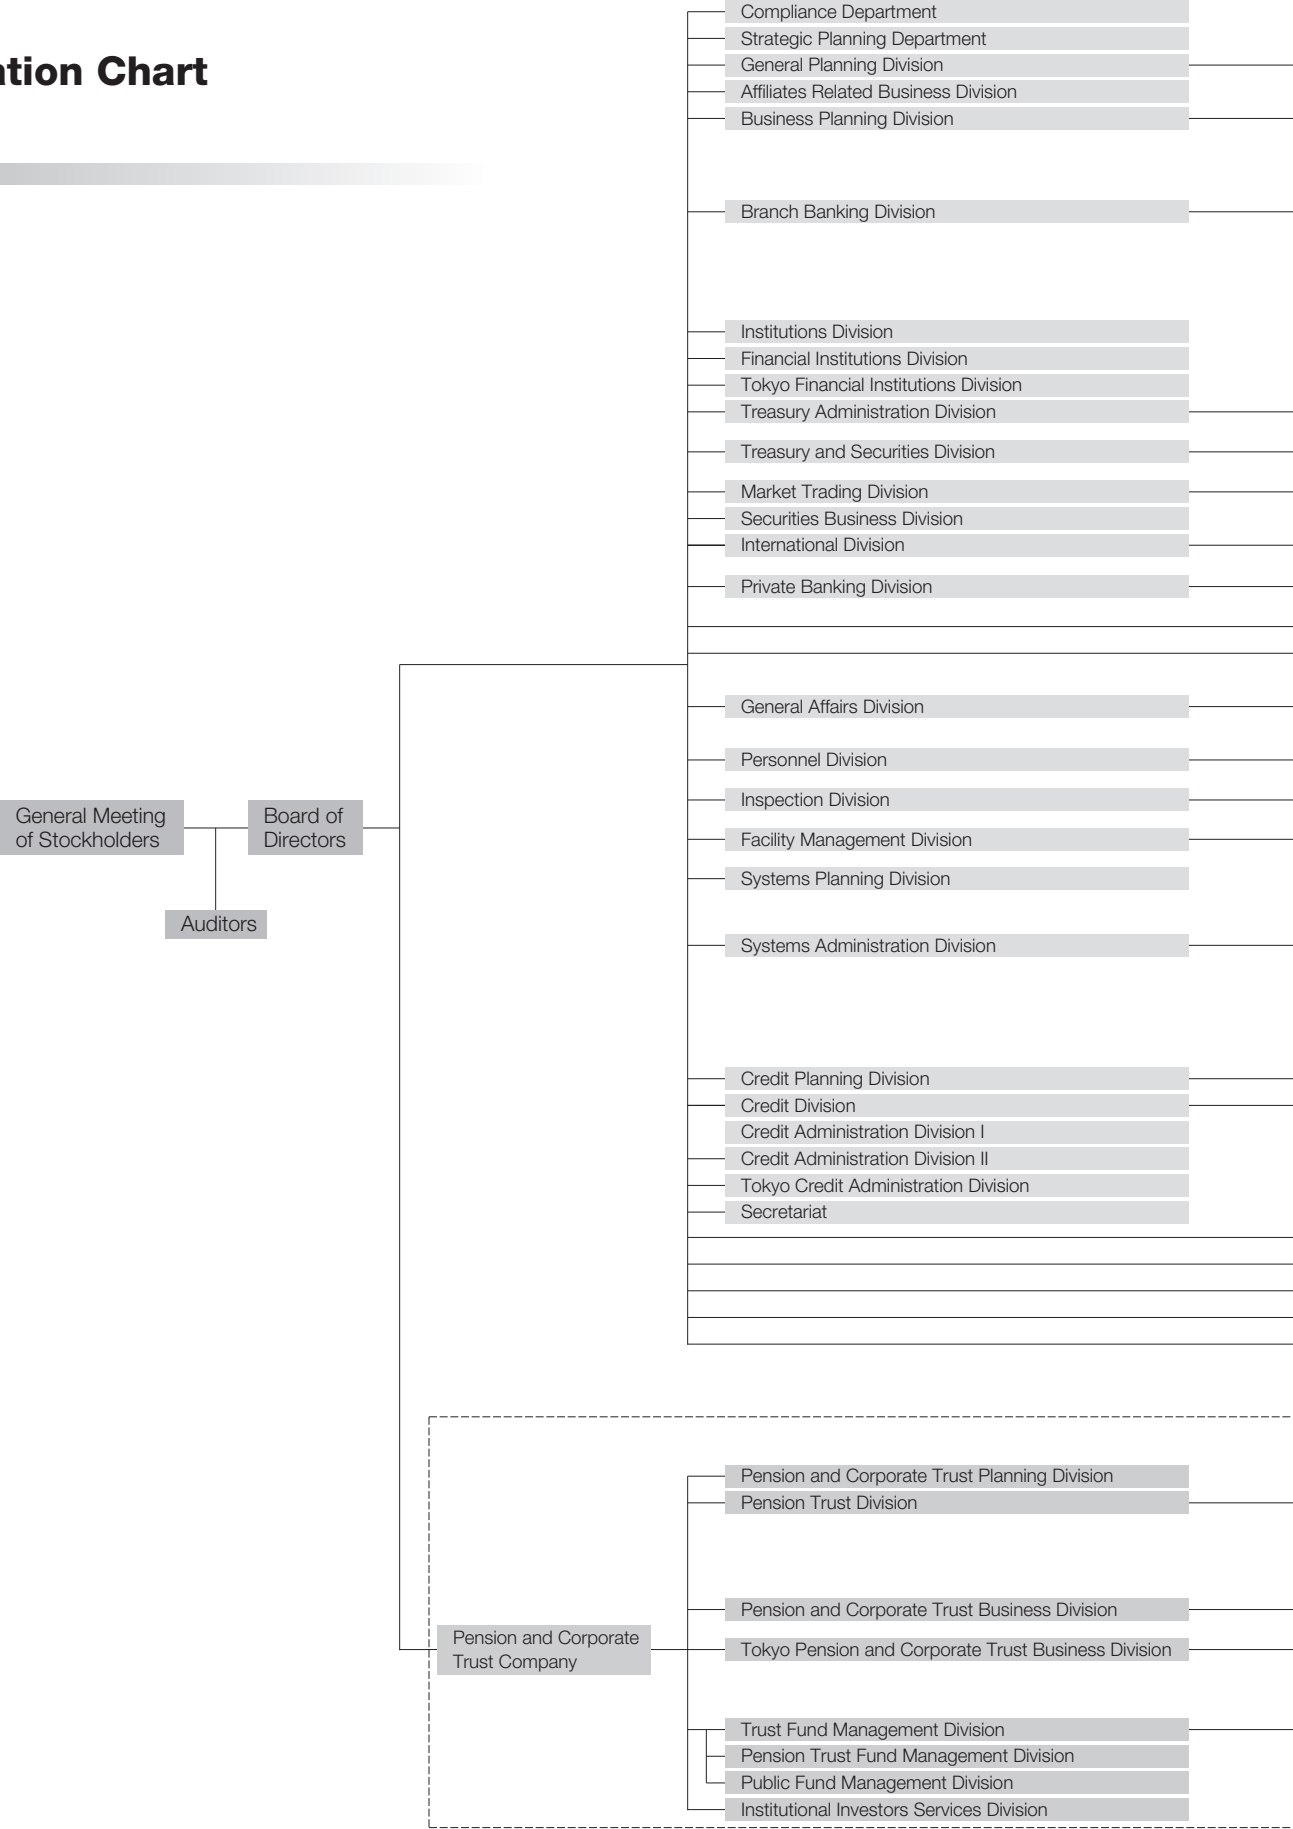 ation Chart
Compliance Department
Strategic Planning Department
General Planning Division
Affiliates Related Business Division
Business Planning Division
Branch Banking Division
Institutions Division
Financial Institutions Division
Tokyo Financial Institutions Division
Treasury Administration Division
Treasury and Securities Division
Market Trading Division
Securities Business Division
International Division
Private Banking Division
General Affairs Division
Personnel Division
Inspection Division
Facility Management Division
Systems Planning Division
Systems Administration Division
General Meeting
of Stockholders
Board of
Directors
Auditors
Credit Planning Division
Credit Division
Credit Administration Division I
Credit Administration Division II
Tokyo Credit Administration Division
Secretariat
Pension and Corporate
Trust Company
Pension and Corporate Trust Planning Division
Pension Trust Division
Pension and Corporate Trust Business Division
Tokyo Pension and Corporate Trust Business Division
Trust Fund Management Division
Pension Trust Fund Management Division
Public Fund Management Division
Institutional Investors Services Division